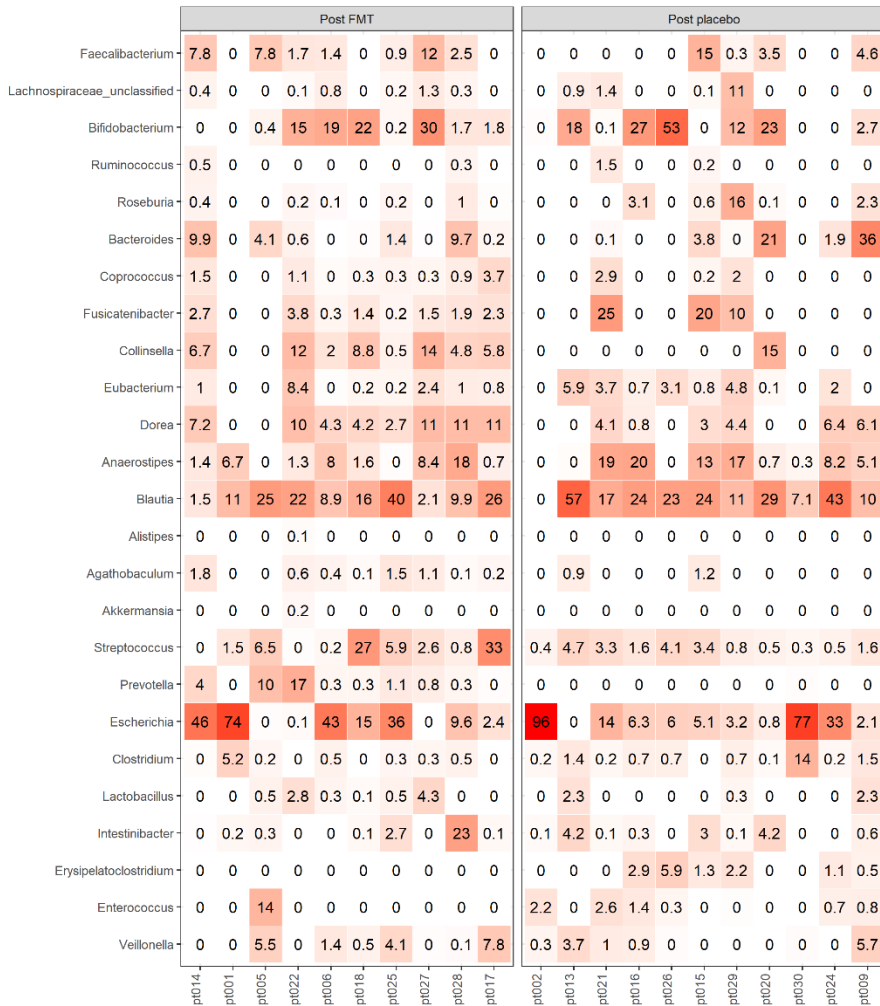 Post FMT Post placebo
Faecalibacterium 7.8 0 7.8 1.7 1.4 0 0.9 12 2.5 0 0 0 0 0 0 15 0.3 3.5 0 0 4.6
Lachnospiraceae_unclassified 0.4 0 0 0.1 0.8 0 0.2 1.3 0.3 0 0 0.9 1.4 0 0 0.1 11 0 0 0 0
Bifidobacterium 0 0 0.4 15 19 22 0.2 30 1.7 1.8 0 18 0.1 27 53 0 12 23 0 0 2.7
Ruminococcus 0.5 0 0 0 0 0 0 0 0.3 0 0 0 1.5 0 0 0.2 0 0 0 0 0
Roseburia 0.4 0 0 0.2 0.1 0 0.2 0 1 0 0 0 0 3.1 0 0.6 16 0.1 0 0 2.3
Bacteroides 9.9 0 4.1 0.6 0 0 1.4 0 9.7 0.2 0 0 0.1 0 0 3.8 0 21 0 1.9 36
Coprococcus 1.5 0 0 1.1 0 0.3 0.3 0.3 0.9 3.7 0 0 2.9 0 0 0.2 2 0 0 0 0
Fusicatenibacter 2.7 0 0 3.8 0.3 1.4 0.2 1.5 1.9 2.3 0 0 25 0 0 20 10 0 0 0 0
Collinsella 6.7 0 0 12 2 8.8 0.5 14 4.8 5.8 0 0 0 0 0 0 0 15 0 0 0
Eubacterium 1 0 0 8.4 0 0.2 0.2 2.4 1 0.8 0 5.9 3.7 0.7 3.1 0.8 4.8 0.1 0 2 0
Dorea 7.2 0 0 10 4.3 4.2 2.7 11 11 11 0 0 4.1 0.8 0 3 4.4 0 0 6.4 6.1
Anaerostipes 1.4 6.7 0 1.3 8 1.6 0 8.4 18 0.7 0 0 19 20 0 13 17 0.7 0.3 8.2 5.1
Blautia 1.5 11 25 22 8.9 16 40 2.1 9.9 26 0 57 17 24 23 24 11 29 7.1 43 10
Alistipes 0 0 0 0.1 0 0 0 0 0 0 0 0 0 0 0 0 0 0 0 0 0
Agathobaculum 1.8 0 0 0.6 0.4 0.1 1.5 1.1 0.1 0.2 0 0.9 0 0 0 1.2 0 0 0 0 0
Akkermansia 0 0 0 0.2 0 0 0 0 0 0 0 0 0 0 0 0 0 0 0 0 0
Streptococcus 0 1.5 6.5 0 0.2 27 5.9 2.6 0.8 33 0.4 4.7 3.3 1.6 4.1 3.4 0.8 0.5 0.3 0.5 1.6
Prevotella 4 0 10 17 0.3 0.3 1.1 0.8 0.3 0 0 0 0 0 0 0 0 0 0 0 0
Escherichia 46 74 0 0.1 43 15 36 0 9.6 2.4 96 0 14 6.3 6 5.1 3.2 0.8 77 33 2.1
Clostridium 0 5.2 0.2 0 0.5 0 0.3 0.3 0.5 0 0.2 1.4 0.2 0.7 0.7 0 0.7 0.1 14 0.2 1.5
Lactobacillus 0 0 0.5 2.8 0.3 0.1 0.5 4.3 0 0 0 2.3 0 0 0 0 0.3 0 0 0 2.3
Intestinibacter 0 0.2 0.3 0 0 0.1 2.7 0 23 0.1 0.1 4.2 0.1 0.3 0 3 0.1 4.2 0 0 0.6
Erysipelatoclostridium 0 0 0 0 0 0 0 0 0 0 0 0 0 2.9 5.9 1.3 2.2 0 0 1.1 0.5
Enterococcus 0 0 14 0 0 0 0 0 0 0 2.2 0 2.6 1.4 0.3 0 0 0 0 0.7 0.8
Veillonella 0 0 5.5 0 1.4 0.5 4.1 0 0.1 7.8 0.3 3.7 1 0.9 0 0 0 0 0 0 5.7
pt014 pt001 pt005 pt022 pt006 pt018 pt025 pt027 pt028 pt017 pt002 pt013 pt021 pt016 pt026 pt015 pt029 pt020 pt030 pt024 pt009